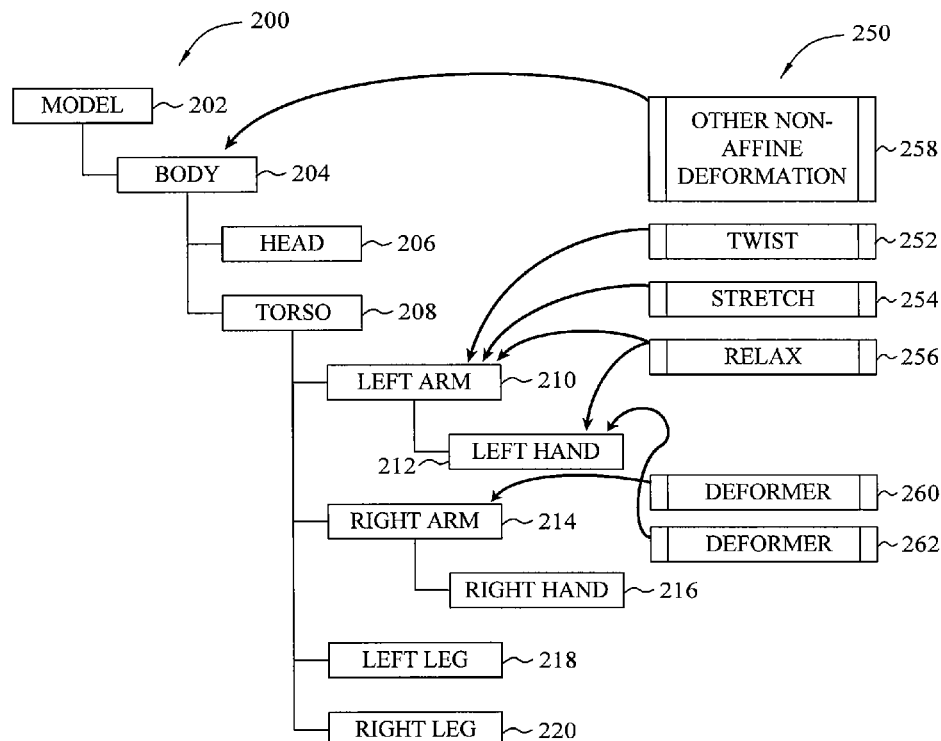 200
250
MODEL 202
OTHER NON-
AFFINE
DEFORMATION 258
BODY 204
HEAD 206
TWIST 252
TORSO 208
STRETCH 254
RELAX 256
LEFT ARM 210
LEFT HAND
212
DEFORMER 260
RIGHT ARM 214
DEFORMER 262
RIGHT HAND 216
LEFT LEG 218
RIGHT LEG 220